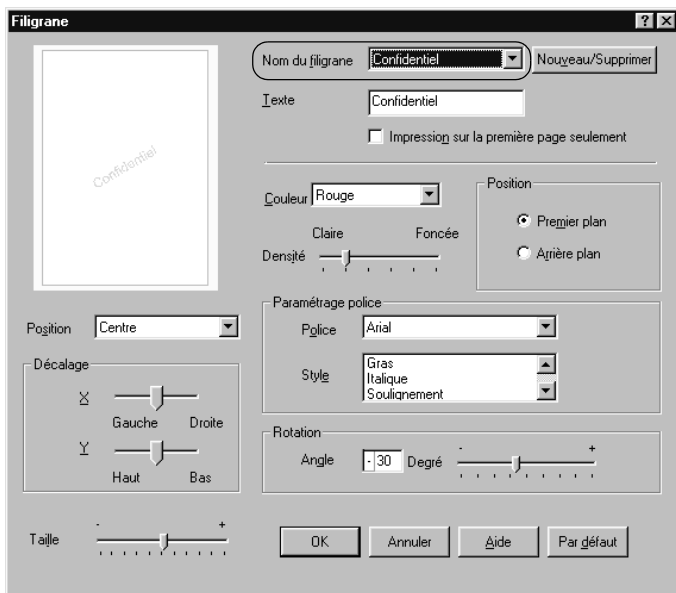 Filigrane
Confidentiel
Nom du filigrane Confidentiel Nouveau/Supprimer
Texte Confidentiel
Impression sur la première page seulement
Couleur Rouge
Claire Foncée
Densité
Position
Premier plan
Arrière plan
Position Centre
Décalage
X
Gauche Droite
Y
Haut Bas
Taille - +
Paramétrage police
Police Arial
Style Gras
Italique
Soulignement
Rotation
Angle - 30 Degré - +
OK Annuler Aide Par défaut